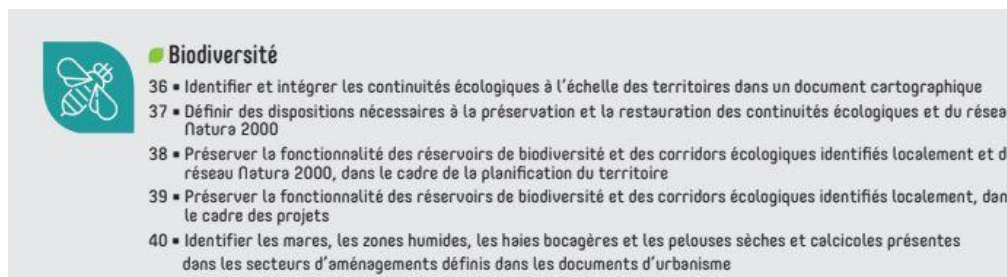 Biodiversité
36 ▪ Identifier et intégrer les continuités écologiques à l'échelle des territoires dans un document cartographique
37 ▪ Définir des dispositions nécessaires à la préservation et la restauration des continuités écologiques et du résea
Natura 2000
38 ▪ Préserver la fonctionnalité des réservoirs de biodiversité et des corridors écologiques identifiés localement et d
réseau Natura 2000, dans le cadre de la planification du territoire
39 ▪ Préserver la fonctionnalité des réservoirs de biodiversité et des corridors écologiques identifiés localement, dan
le cadre des projets
40 ▪ Identifier les mares, les zones humides, les haies bocagères et les pelouses sèches et calcicoles présentes
dans les secteurs d'aménagements définis dans les documents d'urbanisme